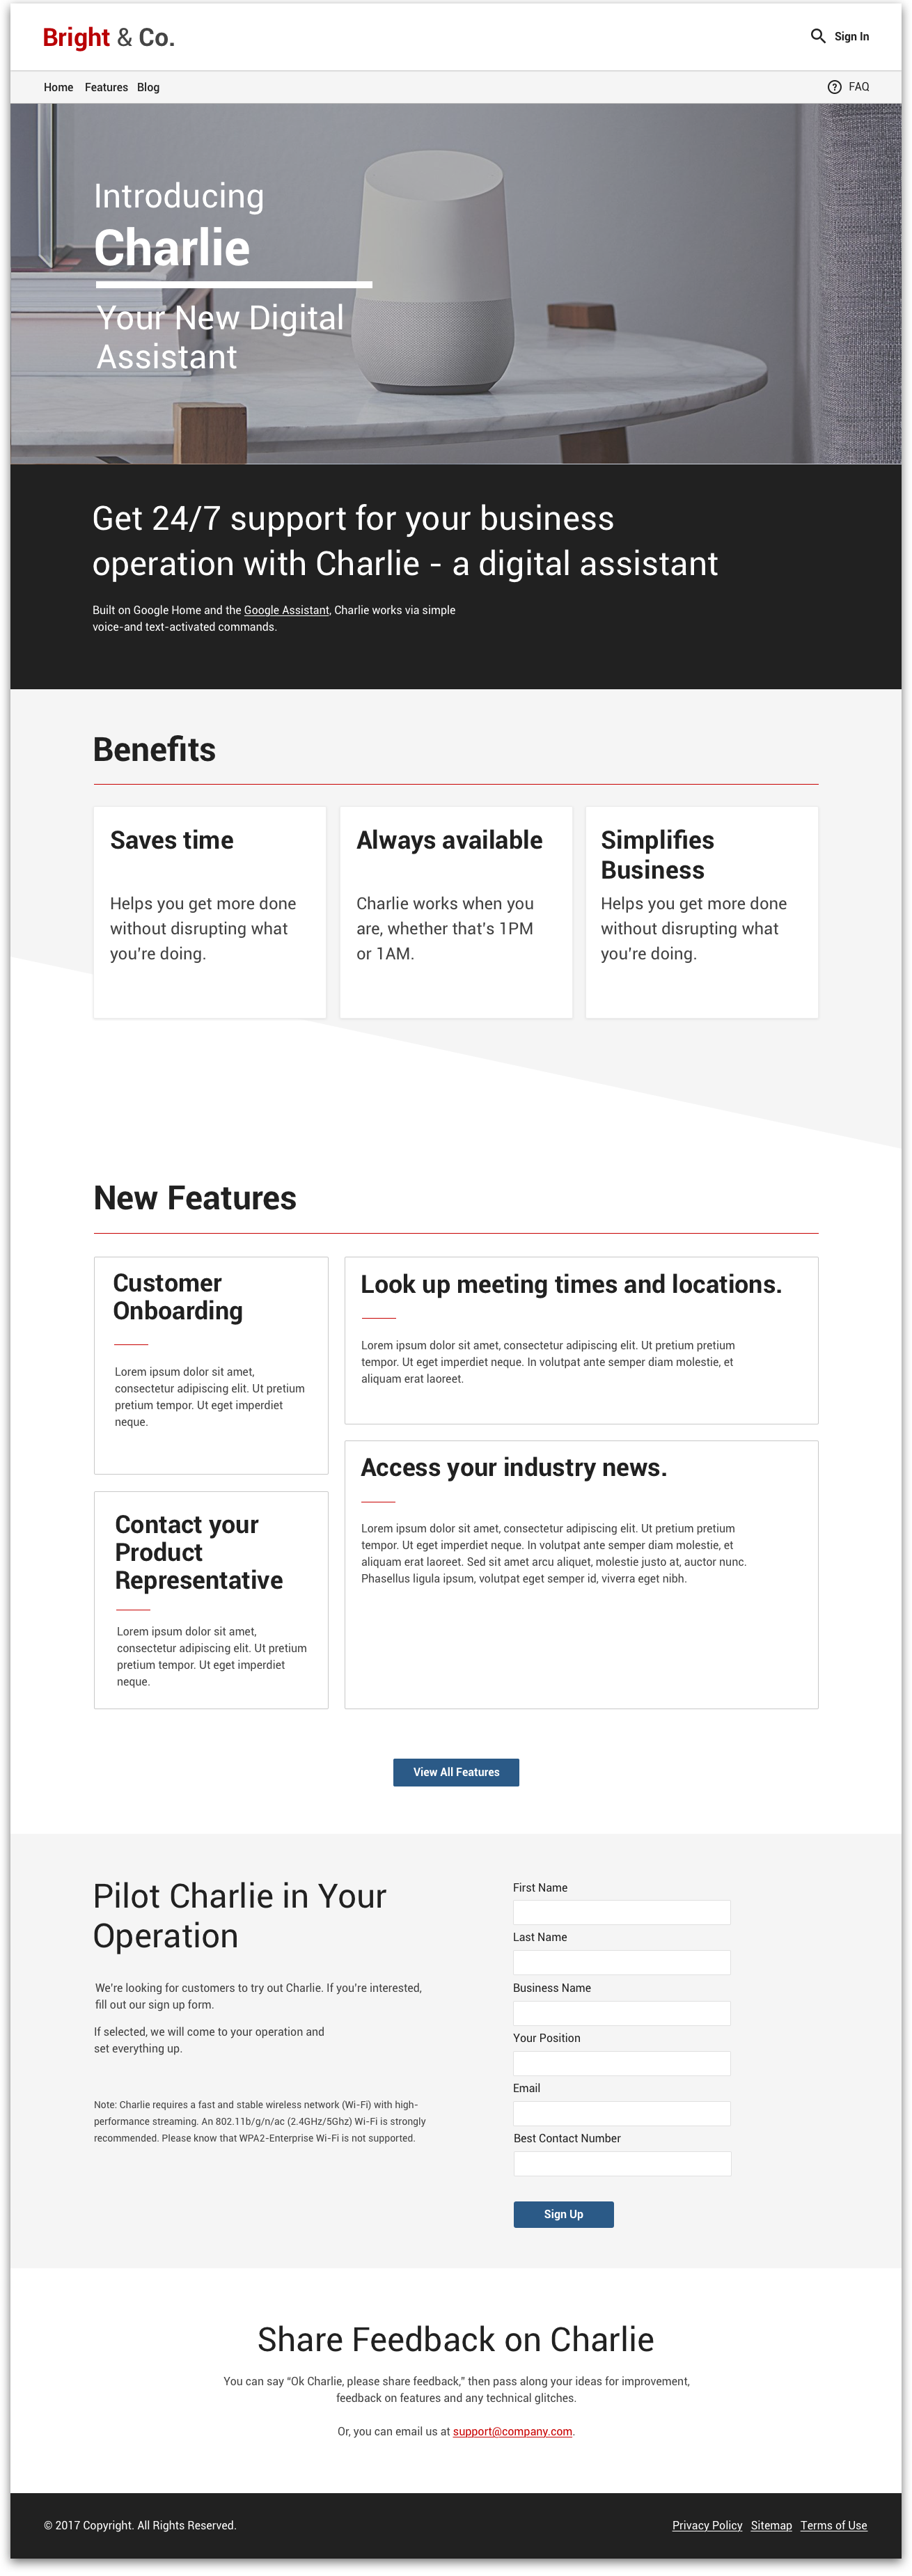 Bright & Co.
Sign In
Home Features Blog
FAQ
Introducing
Charlie
Your New Digital
Assistant
Get 24/7 support for your business
operation with Charlie - a digital assistant
Built on Google Home and the Google Assistant, Charlie works via simple
voice-and text-activated commands.
Benefits
Saves time
Helps you get more done
without disrupting what
you're doing.
Always available
Charlie works when you
are, whether that's 1PM
or 1AM.
Simplifies
Business
Helps you get more done
without disrupting what
you're doing.
New Features
Customer
Onboarding
Lorem ipsum dolor sit amet,
consectetur adipiscing elit. Ut pretium
pretium tempor. Ut eget imperdiet
neque.
Look up meeting times and locations.
Lorem ipsum dolor sit amet, consectetur adipiscing elit. Ut pretium pretium
tempor. Ut eget imperdiet neque. In volutpat ante semper diam molestie, et
aliquam erat laoreet.
Contact your
Product
Representative
Lorem ipsum dolor sit amet,
consectetur adipiscing elit. Ut pretium
pretium tempor. Ut eget imperdiet
neque.
Access your industry news.
Lorem ipsum dolor sit amet, consectetur adipiscing elit. Ut pretium pretium
tempor. Ut eget imperdiet neque. In volutpat ante semper diam molestie, et
aliquam erat laoreet. Sed sit amet arcu aliquet, molestie justo at, auctor nunc.
Phasellus ligula ipsum, volutpat eget semper id, viverra eget nibh.
View All Features
Pilot Charlie in Your
Operation
We're looking for customers to try out Charlie. If you're interested,
fill out our sign up form.
If selected, we will come to your operation and
set everything up.
Note: Charlie requires a fast and stable wireless network (Wi-Fi) with high-
performance streaming. An 802.11b/g/n/ac (2.4GHz/5Ghz) Wi-Fi is strongly
recommended. Please know that WPA2-Enterprise Wi-Fi is not supported.
First Name
Last Name
Business Name
Your Position
Email
Best Contact Number
Sign Up
Share Feedback on Charlie
You can say “Ok Charlie, please share feedback,” then pass along your ideas for improvement,
feedback on features and any technical glitches.
Or, you can email us at support@company.com.
© 2017 Copyright. All Rights Reserved.
Privacy Policy Sitemap Terms of Use